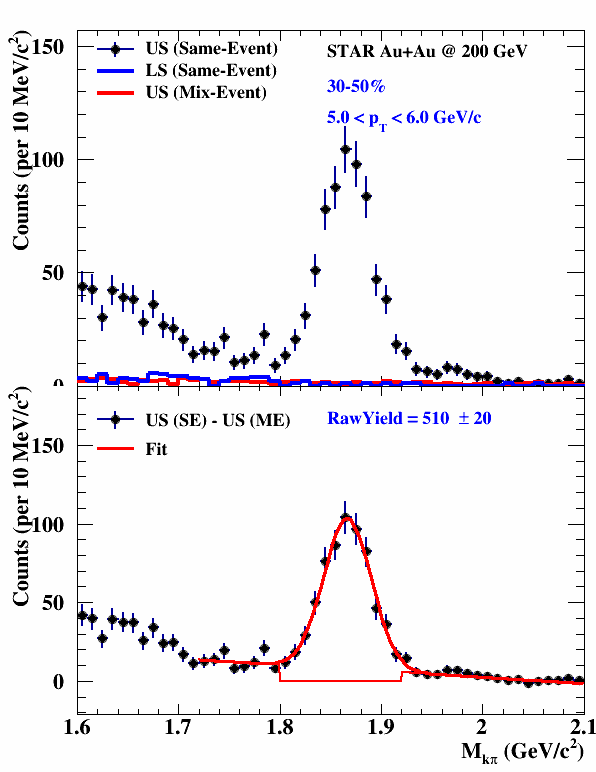 US (Same-Event)
LS (Same-Event)
US (Mix-Event)
STAR Au+Au @ 200 GeV
30-50%
5.0 < pT < 6.0 GeV/c
Counts (per 10 MeV/c²)
150
100
50
0
US (SE) - US (ME)
Fit
RawYield = 510 ± 20
Counts (per 10 MeV/c²)
150
100
50
0
1.6 1.7 1.8 1.9 2 2.1
Mkπ (GeV/c²)